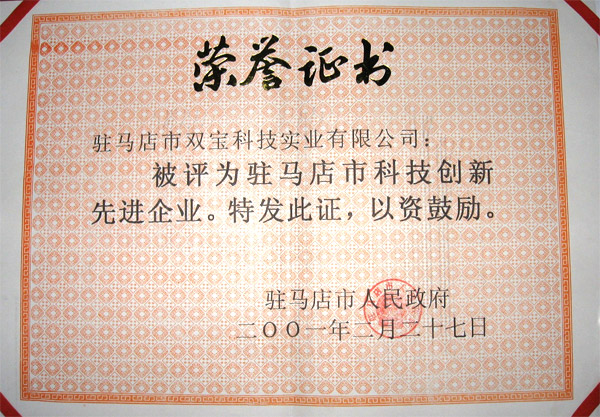 荣誉证书
驻马店市双宝科技实业有限公司：
被评为驻马店市科技创新
先进企业。特发此证，以资鼓励。
驻马店市人民政府
二〇〇一年二月二十七日